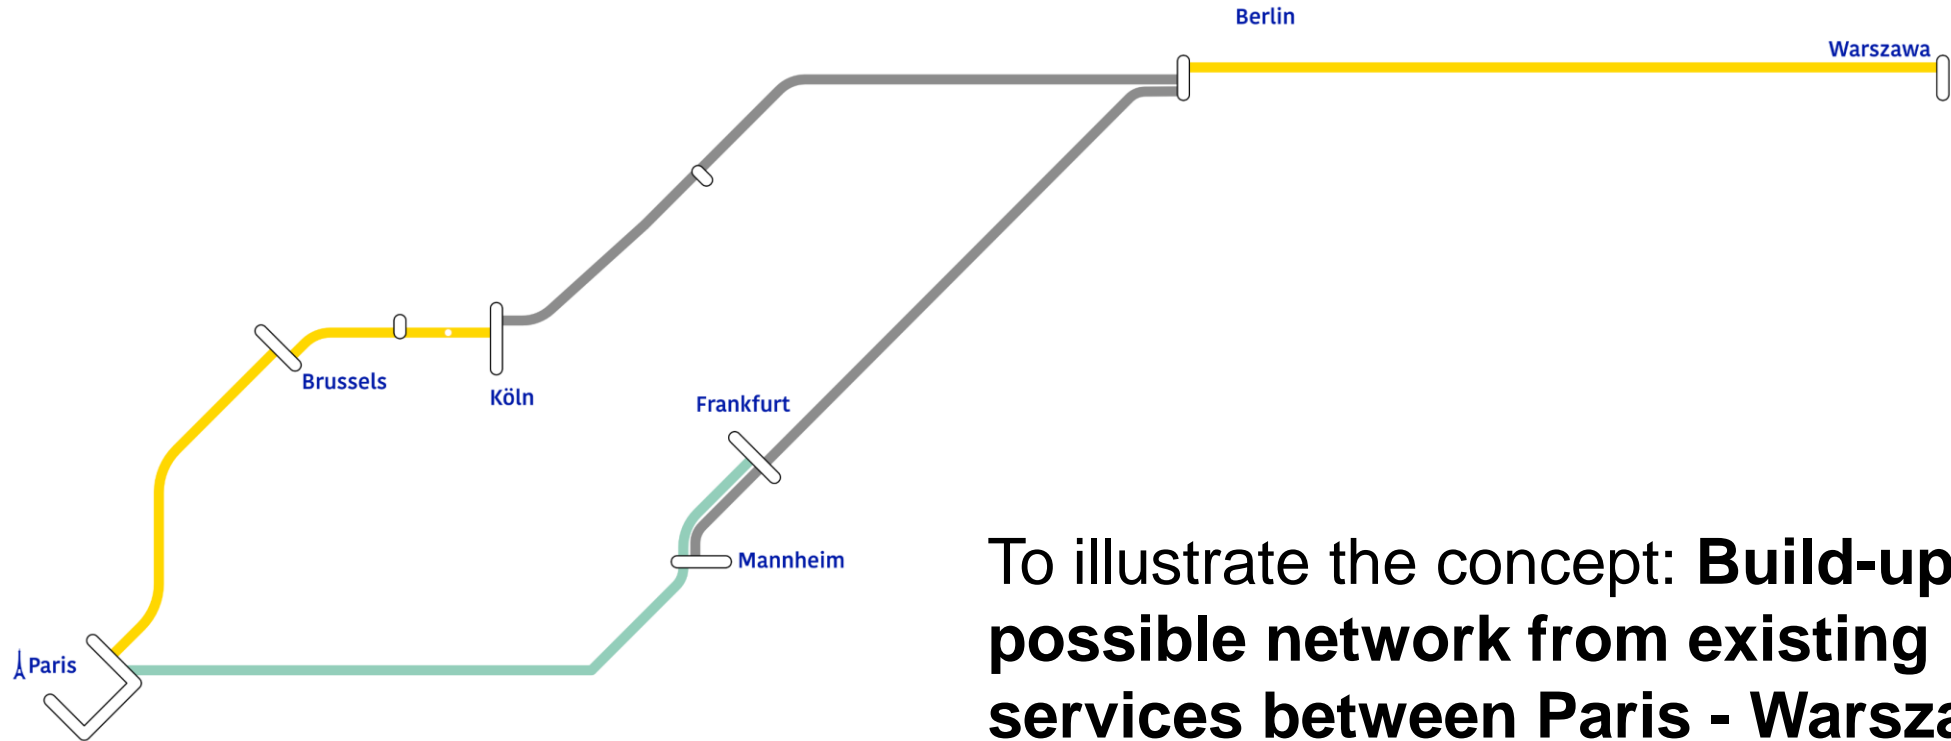 Berlin
Warszawa
Brussels
Köln
Frankfurt
Mannheim
Paris
To illustrate the concept: Build-up
possible network from existing
services between Paris - Warsza